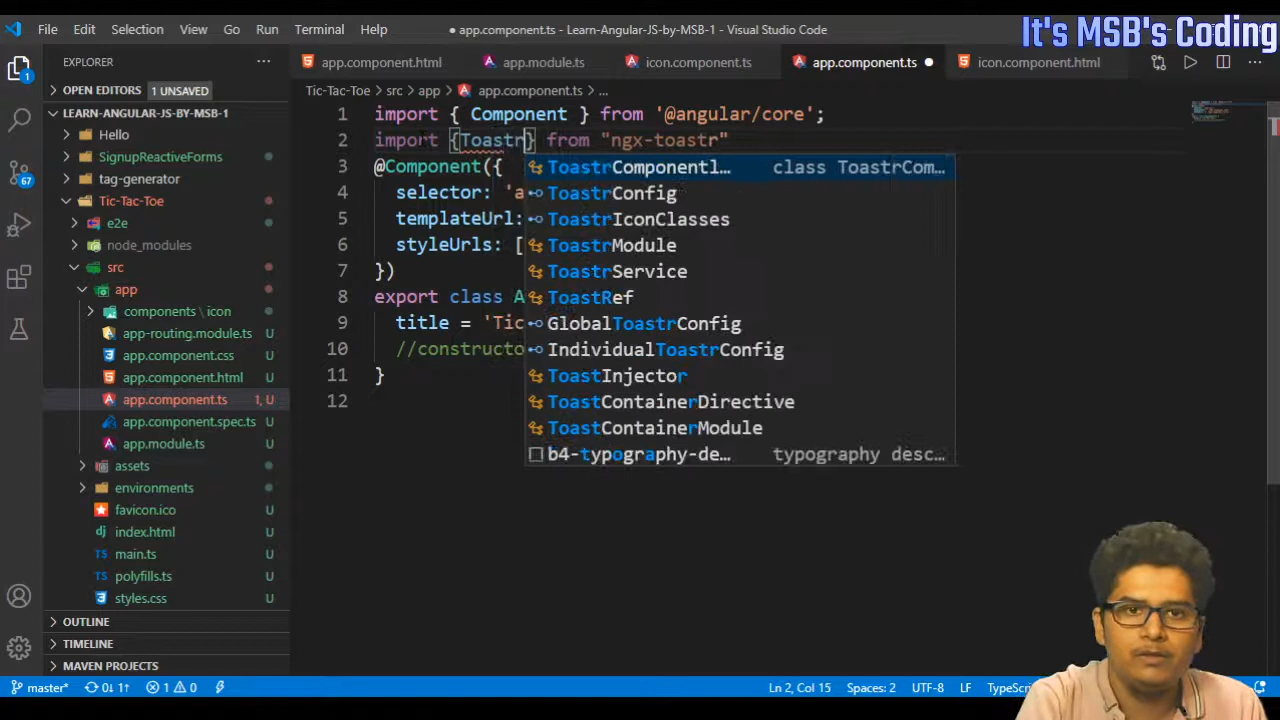 File Edit Selection View Go Run Terminal Help
● app.component.ts - Learn-Angular-JS-by-MSB-1 - Visual Studio Code
It's MSB's Coding
EXPLORER
OPEN EDITORS 1 UNSAVED
LEARN-ANGULAR-JS-BY-MSB-1
Hello
SignupReactiveForms
tag-generator
Tic-Tac-Toe
e2e
node_modules
src
app
components \ icon
app-routing.module.ts U
app.component.css U
app.component.html U
app.component.ts 1, U
app.component.spec.ts U
app.module.ts U
assets
environments
favicon.ico U
index.html U
main.ts U
polyfills.ts U
styles.css U
OUTLINE
TIMELINE
MAVEN PROJECTS
1
67
app.component.html app.module.ts icon.component.ts app.component.ts icon.component.html
Tic-Tac-Toe > src > app > app.component.ts > ...
1 import { Component } from '@angular/core';
2 import {Toastr} from "ngx-toastr"
3 @Component({
4 selector: 'a
5 templateUrl:
6 styleUrls: [
7 })
8 export class A
9 title = 'Tic
10 //constructo
11 }
12
ToastrComponentl… class ToastrCom…
ToastrConfig
ToastrIconClasses
ToastrModule
ToastrService
ToastRef
GlobalToastrConfig
IndividualToastrConfig
ToastInjector
ToastContainerDirective
ToastContainerModule
b4-typography-de… typography desc…
master* 0↓ 1↑ 1 0 Ln 2, Col 15 Spaces: 2 UTF-8 LF